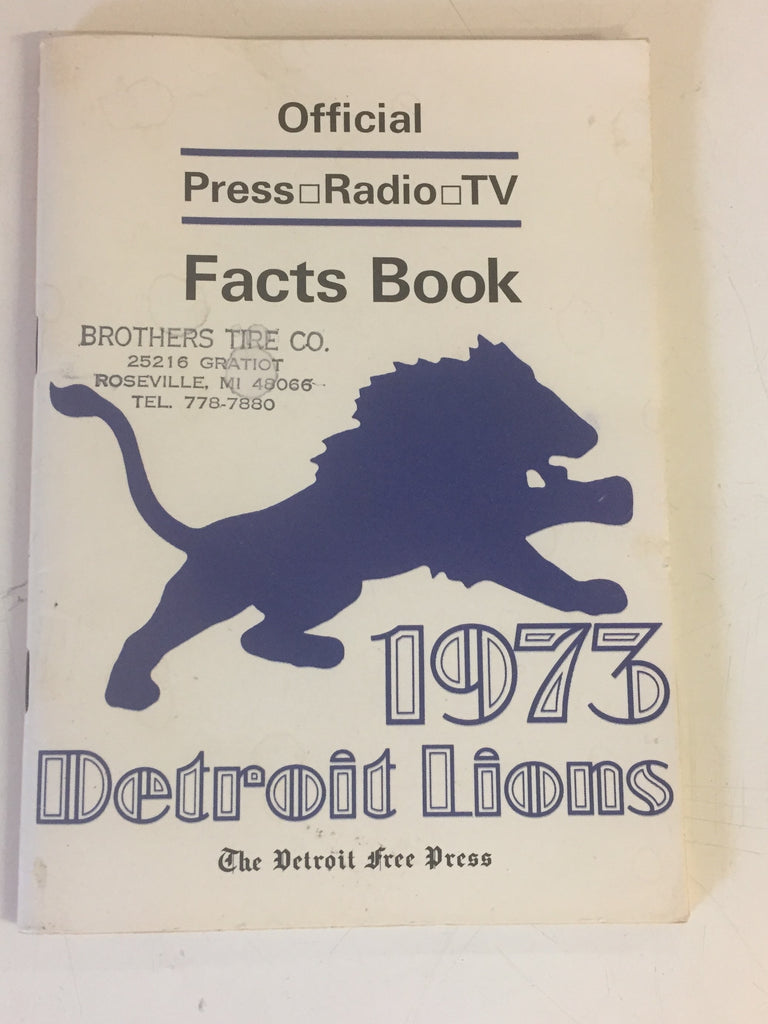 Official
Press□Radio□TV
Facts Book
BROTHERS TIRE CO.
25216 GRATIOT
ROSEVILLE, MI 48066
TEL. 778-7880
1973
Detroit Lions
The Detroit Free Press